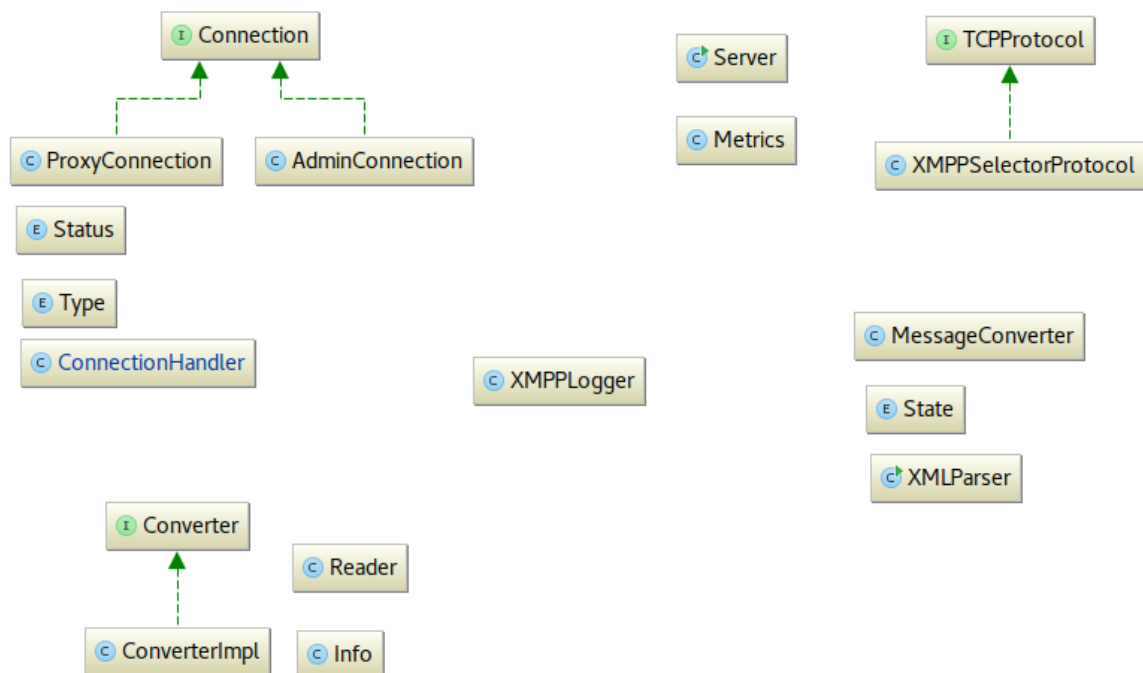 I Connection
C Server
I TCPProtocol
C Metrics
C ProxyConnection
C AdminConnection
C XMPPSelectorProtocol
E Status
E Type
C ConnectionHandler
C MessageConverter
C XMPPLogger
E State
C XMLParser
I Converter
C Reader
C ConverterImpl
C Info